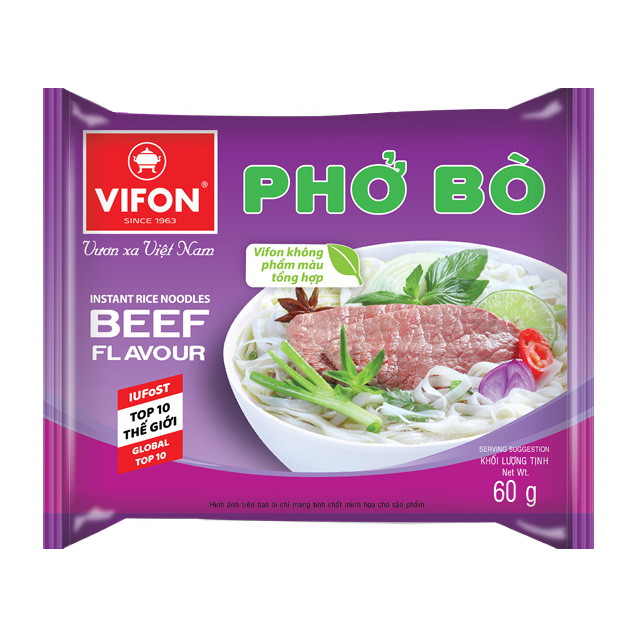 VIFON®
SINCE 1963
Vươn xa Việt Nam
PHỞ BÒ
Vifon không
phẩm màu
tổng hợp
INSTANT RICE NOODLES
BEEF
FLAVOUR
IUFoST
TOP 10
THẾ GIỚI
GLOBAL
TOP 10
SERVING SUGGESTION
KHỐI LƯỢNG TỊNH
Net Wt.
60 g
Hình ảnh trên bao bì chỉ mang tính chất minh họa cho sản phẩm